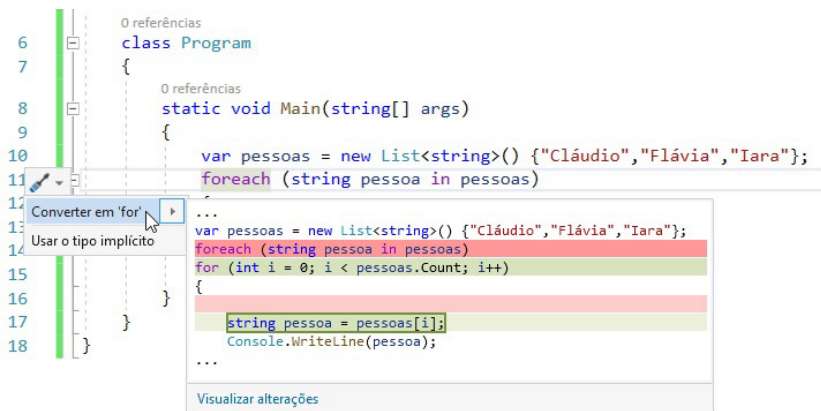 0 referências
6 class Program
7 {
0 referências
8 static void Main(string[] args)
9 {
10 var pessoas = new List<string>() {"Cláudio","Flávia","Iara"};
11 foreach (string pessoa in pessoas)
12
13
14
15
16 }
17 }
18 }
Converter em 'for'
Usar o tipo implícito
...
var pessoas = new List<string>() {"Cláudio","Flávia","Iara"};
foreach (string pessoa in pessoas)
for (int i = 0; i < pessoas.Count; i++)
{
string pessoa = pessoas[i];
Console.WriteLine(pessoa);
...
Visualizar alterações